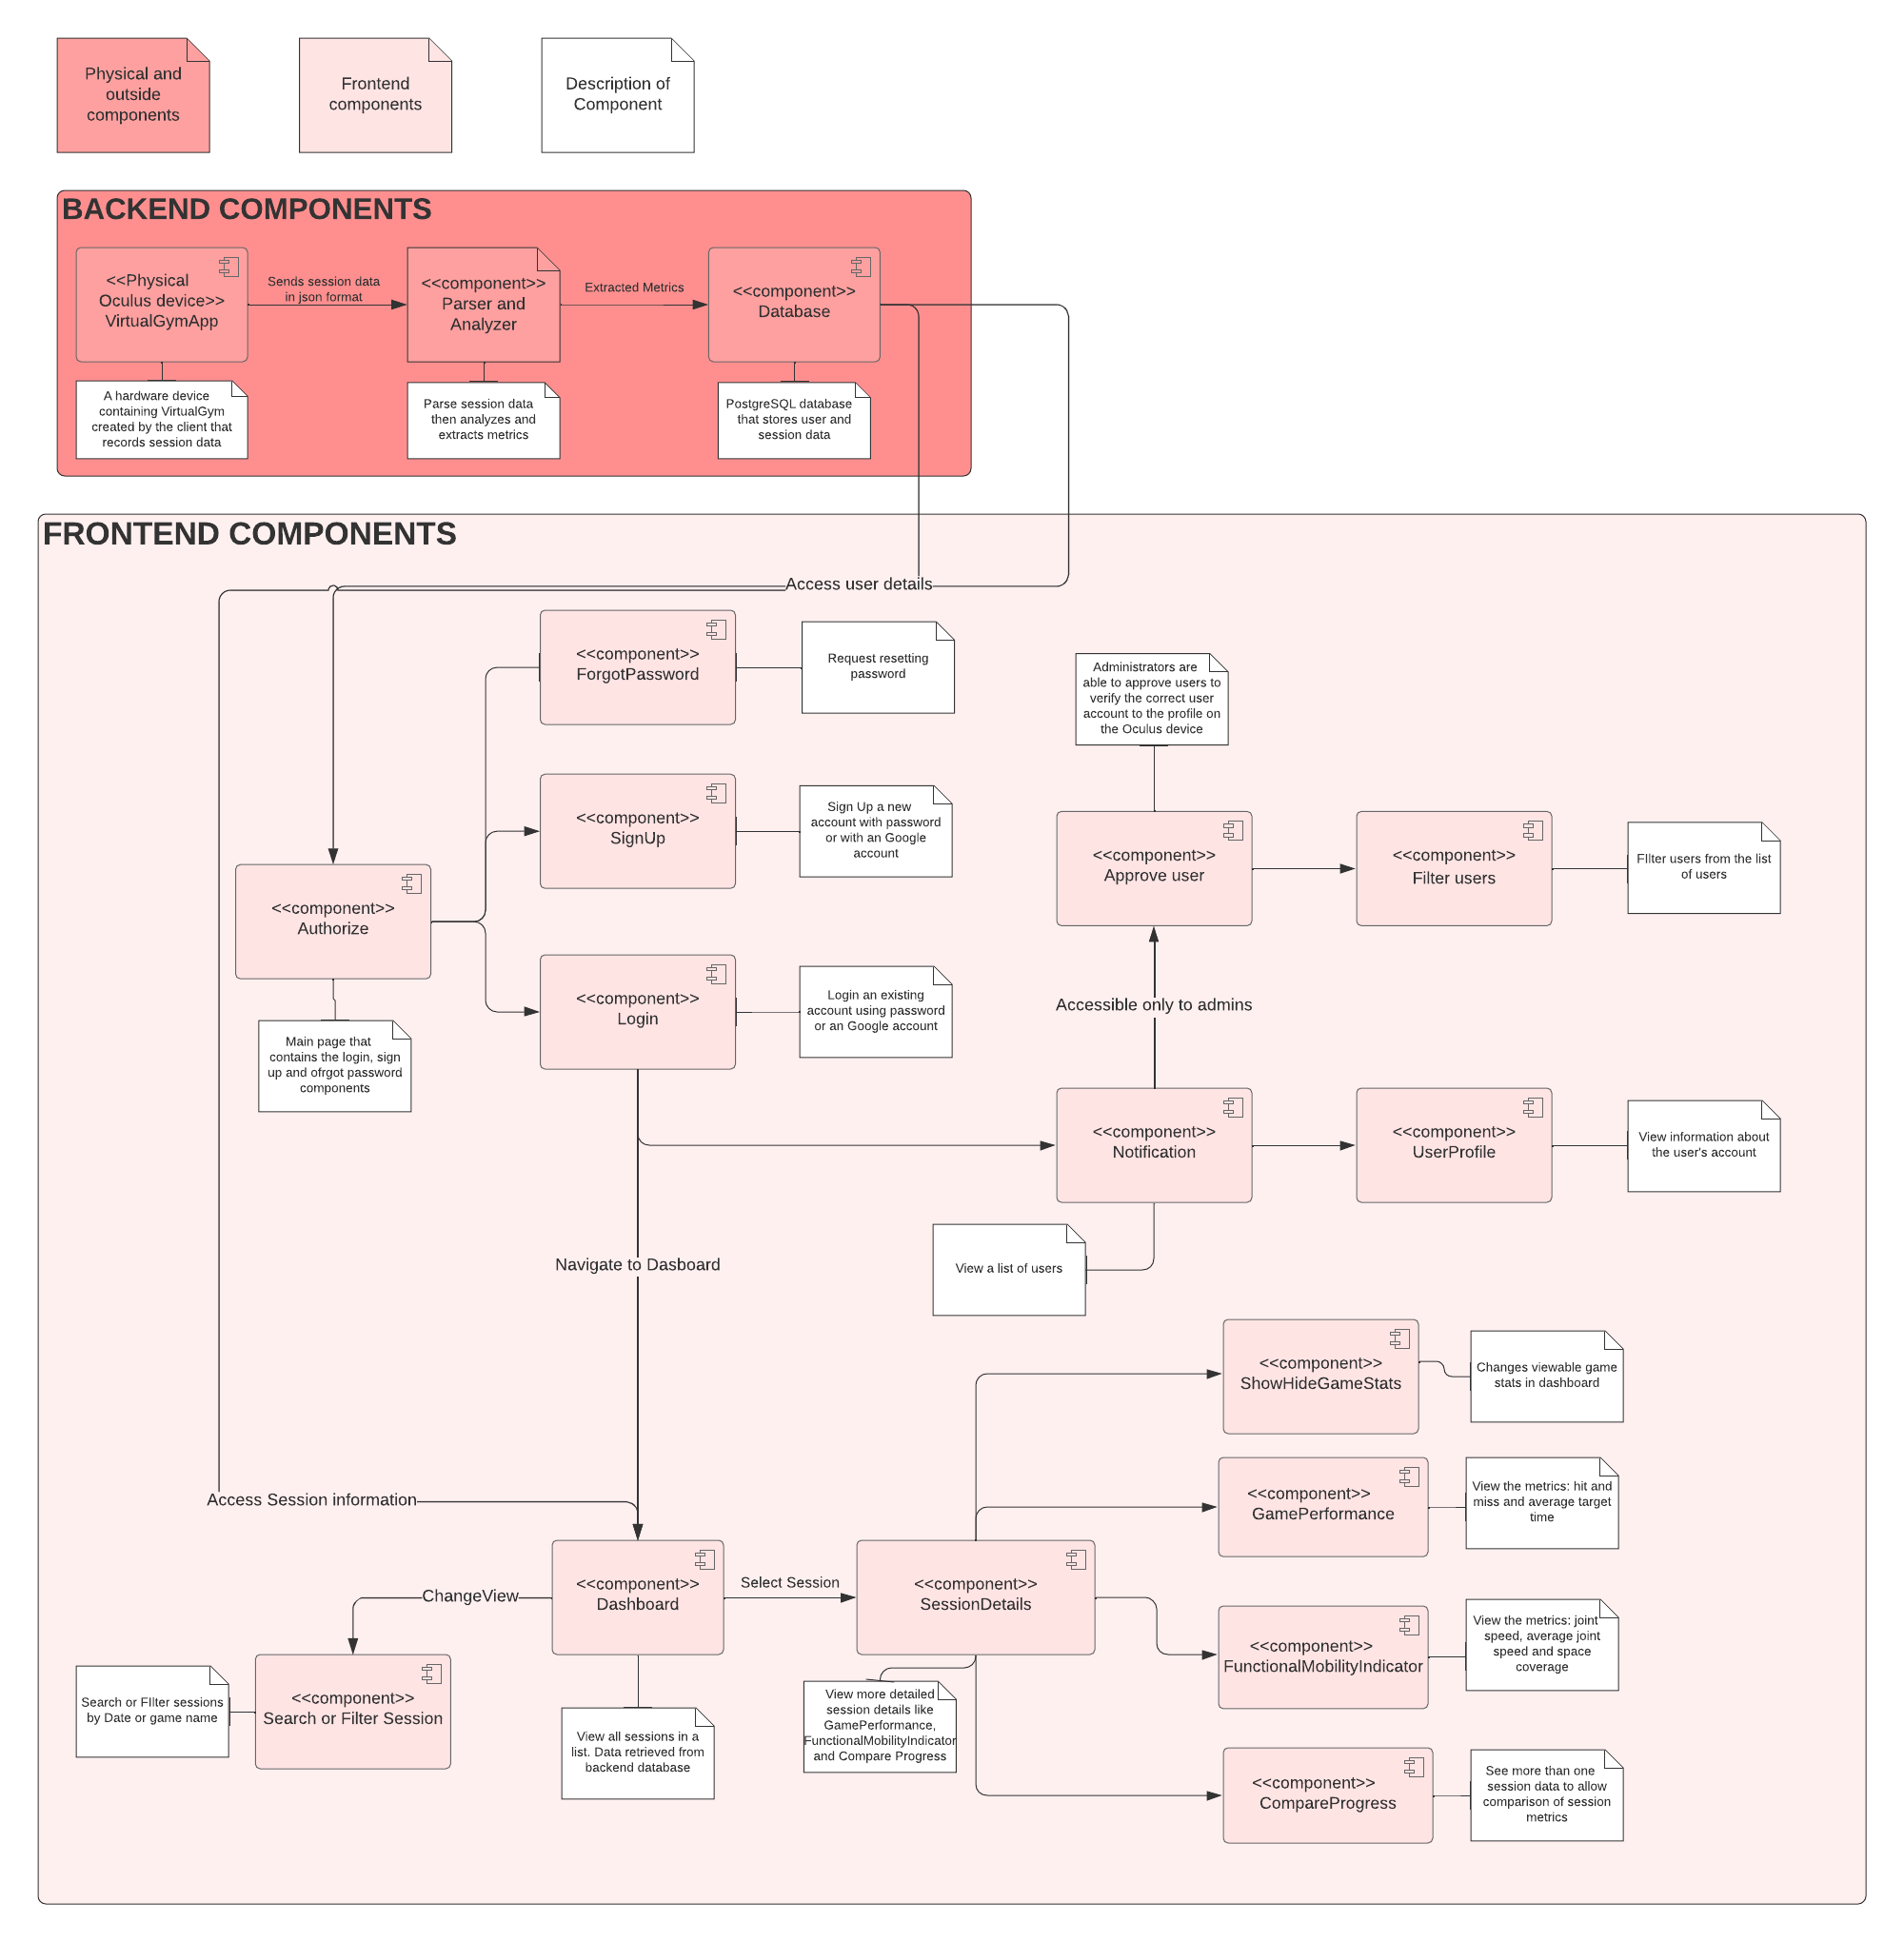 Physical and
outside
components
Frontend
components
Description of
Component
BACKEND COMPONENTS
<<Physical
Oculus device>>
VirtualGymApp
Sends session data
in json format
<<component>>
Parser and
Analyzer
Extracted Metrics
<<component>>
Database
A hardware device
containing VirtualGym
created by the client that
records session data
Parse session data
then analyzes and
extracts metrics
PostgreSQL database
that stores user and
session data
FRONTEND COMPONENTS
Access user details
<<component>>
ForgotPassword
Request resetting
password
Administrators are
able to approve users to
verify the correct user
account to the profile on
the Oculus device
<<component>>
SignUp
Sign Up a new
account with password
or with an Google
account
<<component>>
Approve user
<<component>>
Filter users
FIlter users from the list
of users
<<component>>
Authorize
<<component>>
Login
Login an existing
account using password
or an Google account
Accessible only to admins
Main page that
contains the login, sign
up and ofrgot password
components
<<component>>
Notification
<<component>>
UserProfile
View information about
the user's account
Navigate to Dasboard
View a list of users
<<component>>
ShowHideGameStats
Changes viewable game
stats in dashboard
Access Session information
<<component>>
GamePerformance
View the metrics: hit and
miss and average target
time
ChangeView
<<component>>
Dashboard
Select Session
<<component>>
SessionDetails
<<component>>
FunctionalMobilityIndicator
View the metrics: joint
speed, average joint
speed and space
coverage
Search or FIlter sessions
by Date or game name
<<component>>
Search or Filter Session
View all sessions in a
list. Data retrieved from
backend database
View more detailed
session details like
GamePerformance,
FunctionalMobilityIndicator
and Compare Progress
<<component>>
CompareProgress
See more than one
session data to allow
comparison of session
metrics